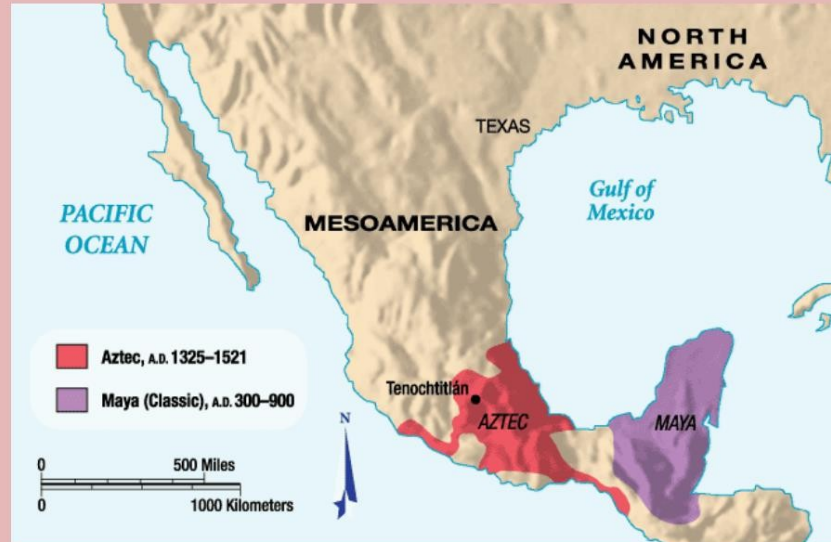 NORTH
AMERICA
TEXAS
Gulf of
Mexico
PACIFIC
OCEAN
MESOAMERICA
Aztec, A.D. 1325–1521
Maya (Classic), A.D. 300–900
Tenochtitlán
AZTEC
MAYA
N
0 500 Miles
0 1000 Kilometers